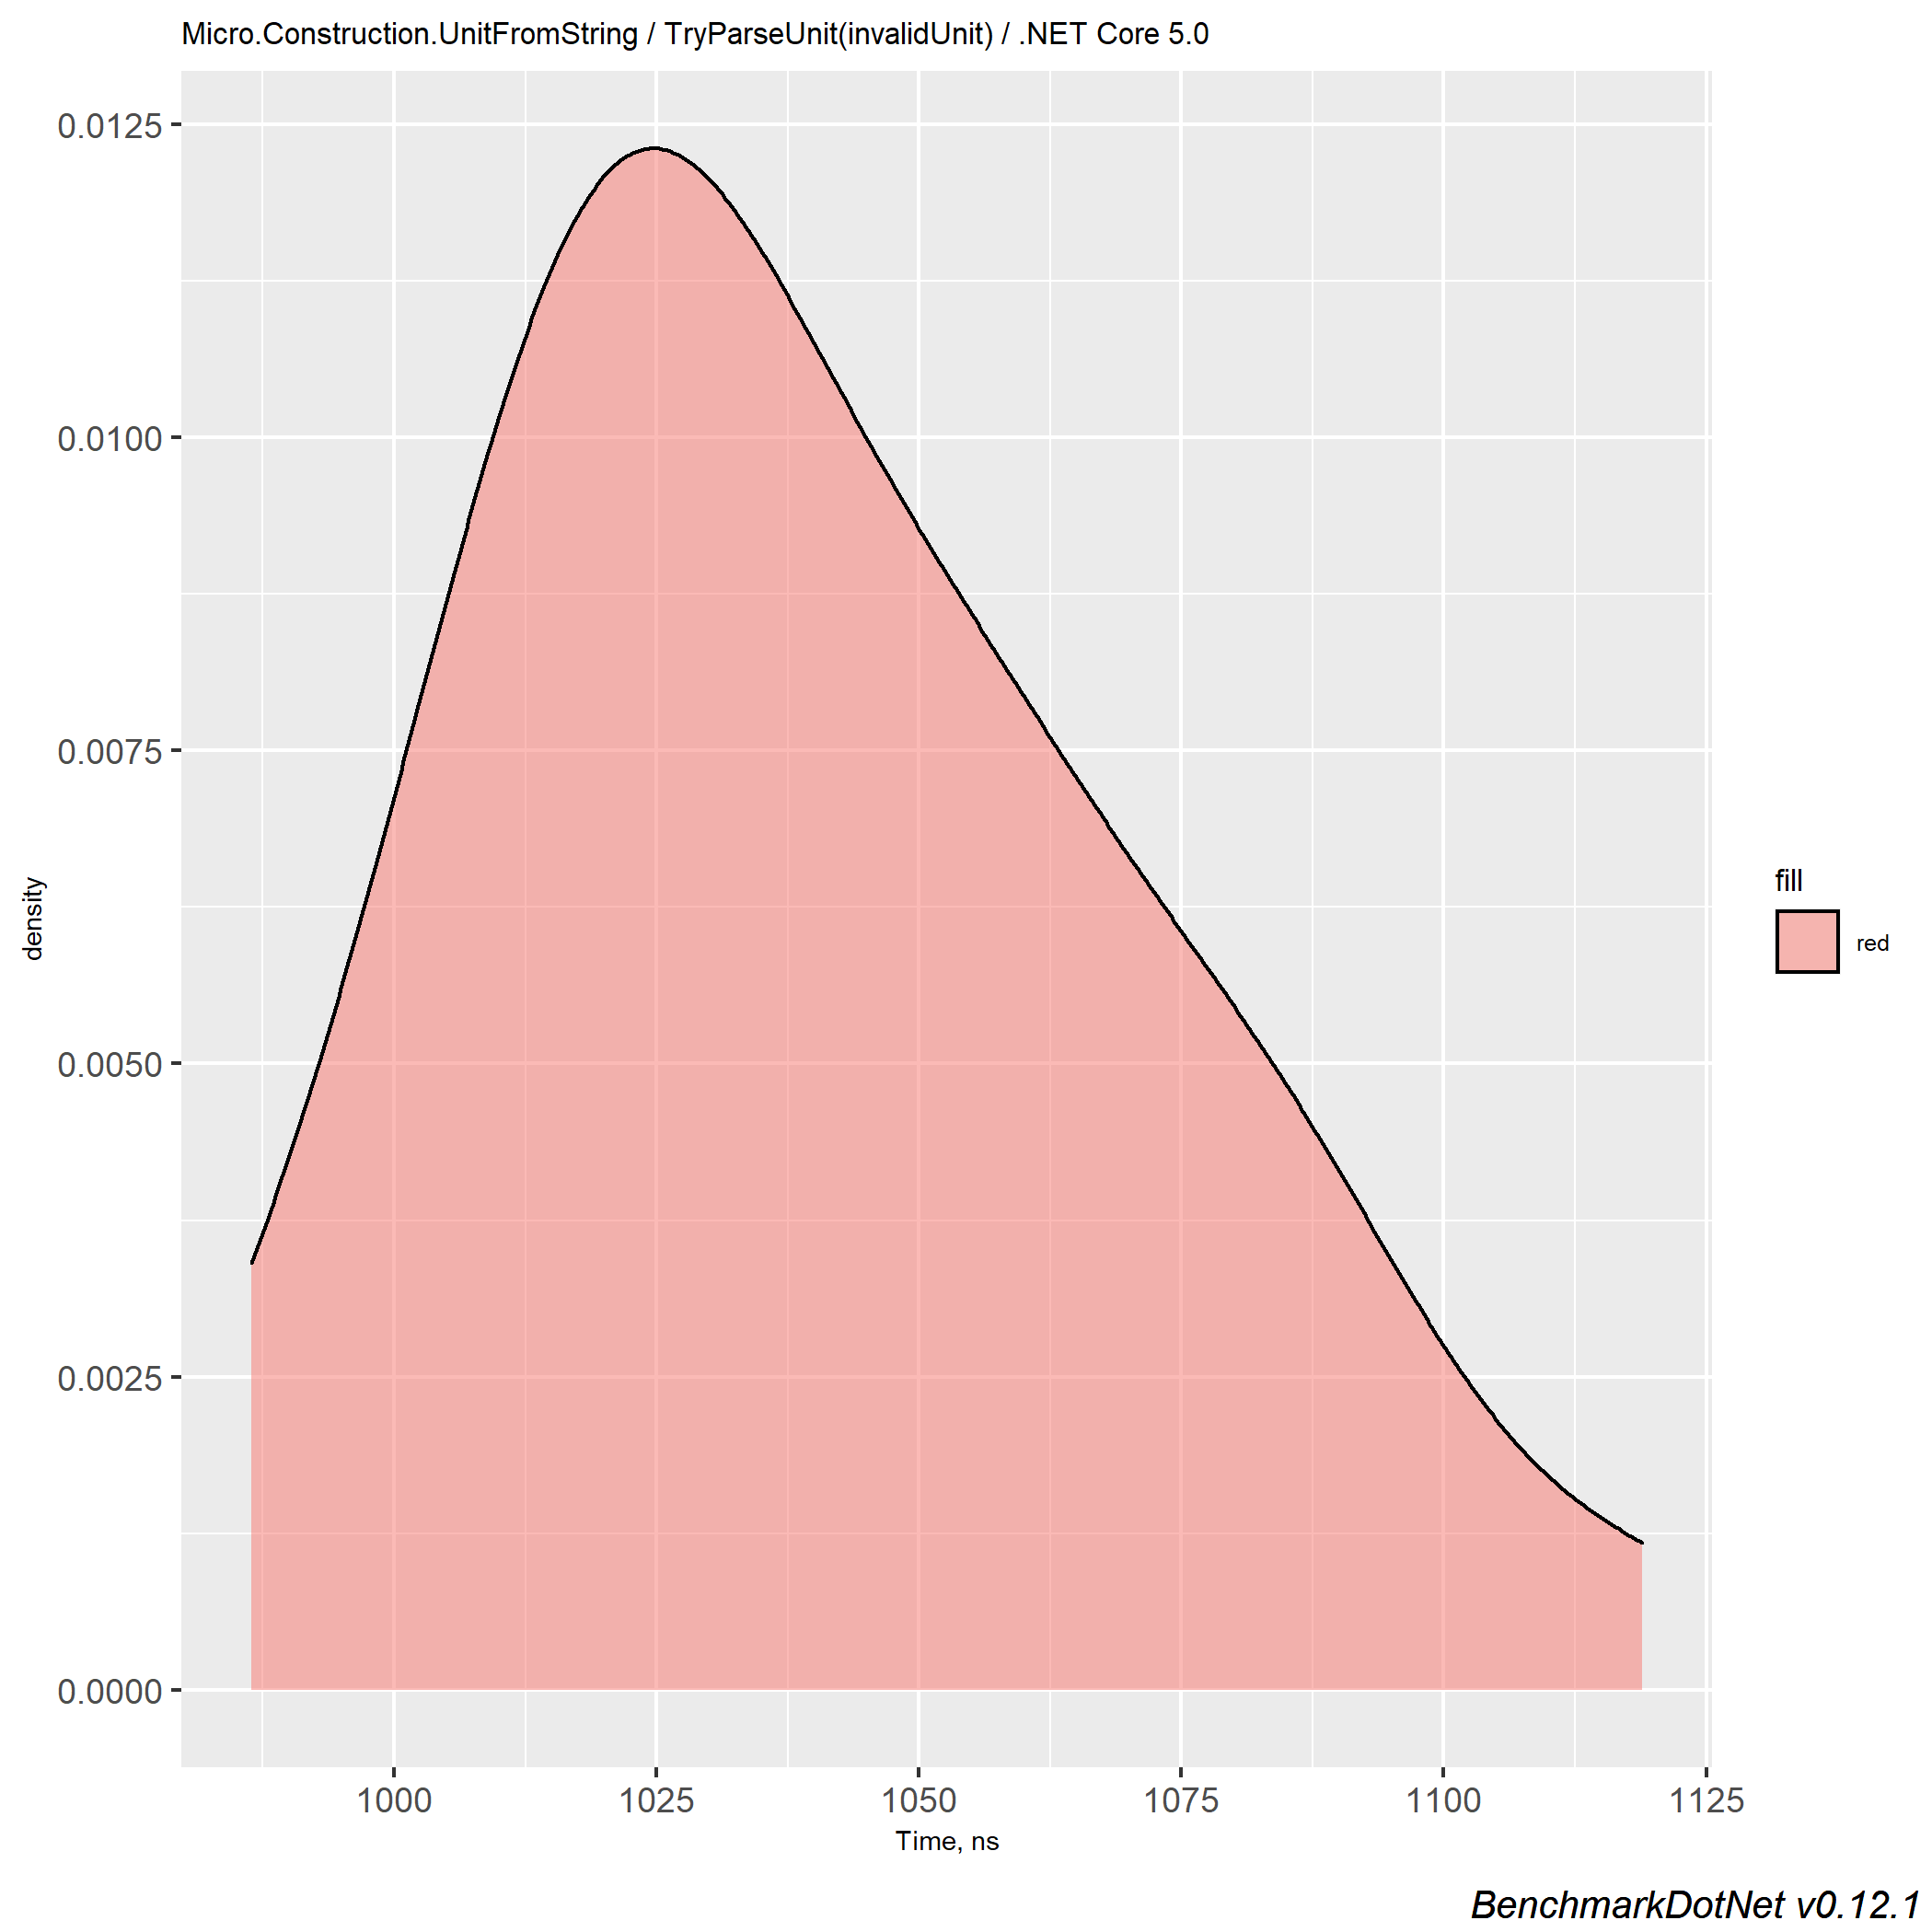 Micro.Construction.UnitFromString / TryParseUnit(invalidUnit) / .NET Core 5.0
0.0125
0.0100
0.0075
0.0050
0.0025
0.0000
density
fill
red
1000 1025 1050 1075 1100 1125
Time, ns
BenchmarkDotNet v0.12.1